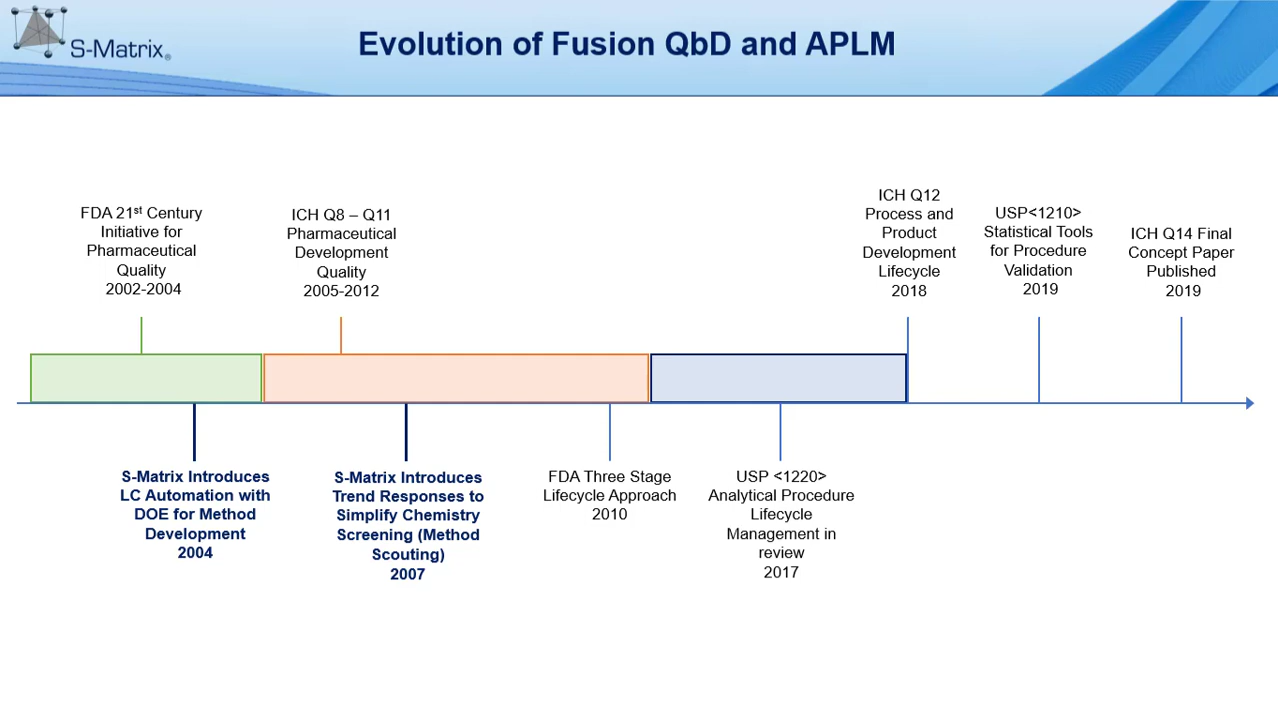 S-Matrix®
Evolution of Fusion QbD and APLM
FDA 21st Century
Initiative for
Pharmaceutical
Quality
2002-2004
ICH Q8 – Q11
Pharmaceutical
Development
Quality
2005-2012
ICH Q12
Process and
Product
Development
Lifecycle
2018
USP<1210>
Statistical Tools
for Procedure
Validation
2019
ICH Q14 Final
Concept Paper
Published
2019
S-Matrix Introduces
LC Automation with
DOE for Method
Development
2004
S-Matrix Introduces
Trend Responses to
Simplify Chemistry
Screening (Method
Scouting)
2007
FDA Three Stage
Lifecycle Approach
2010
USP <1220>
Analytical Procedure
Lifecycle
Management in
review
2017